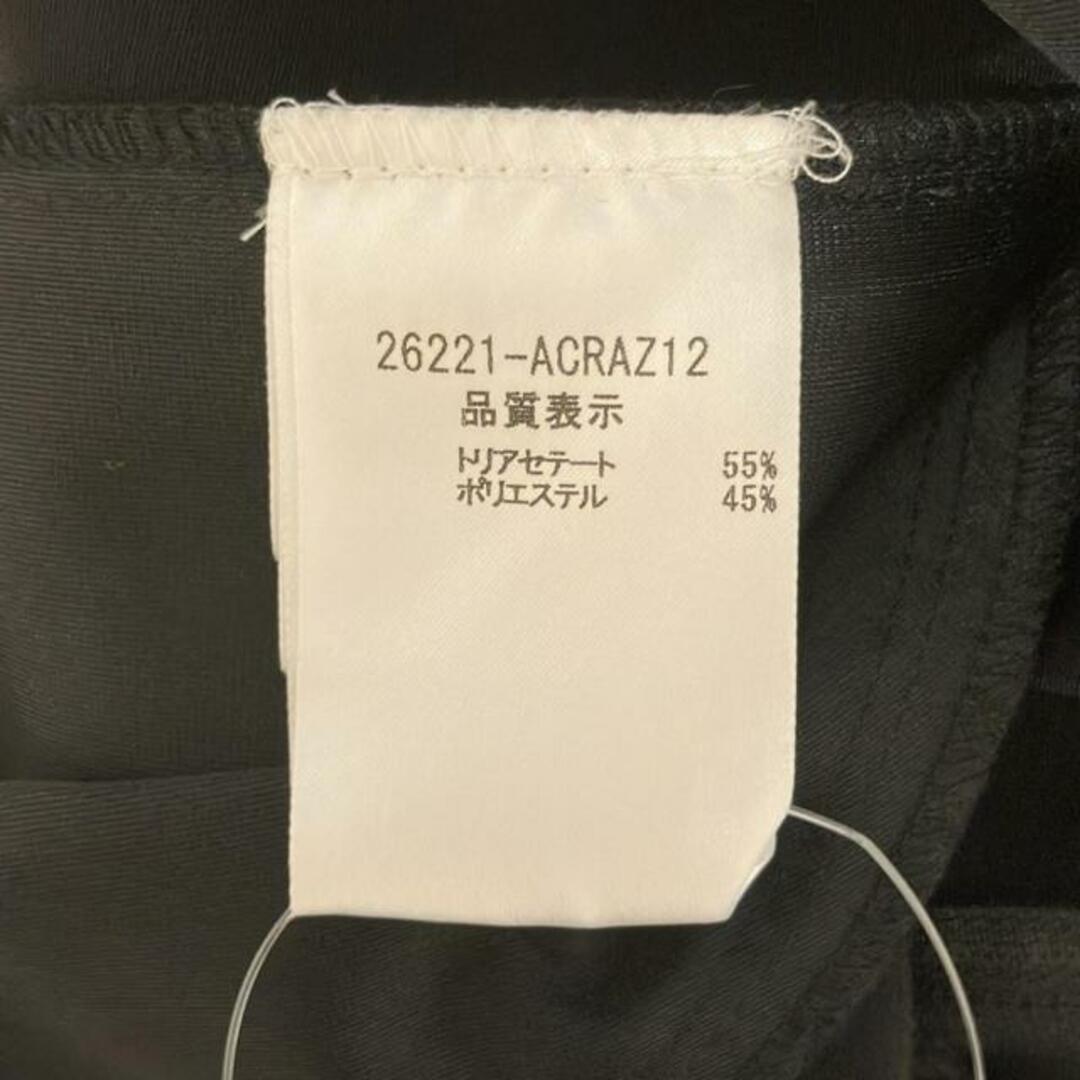 26221-ACRAZ12
品質表示
トリアセテート 55%
ポリエステル 45%